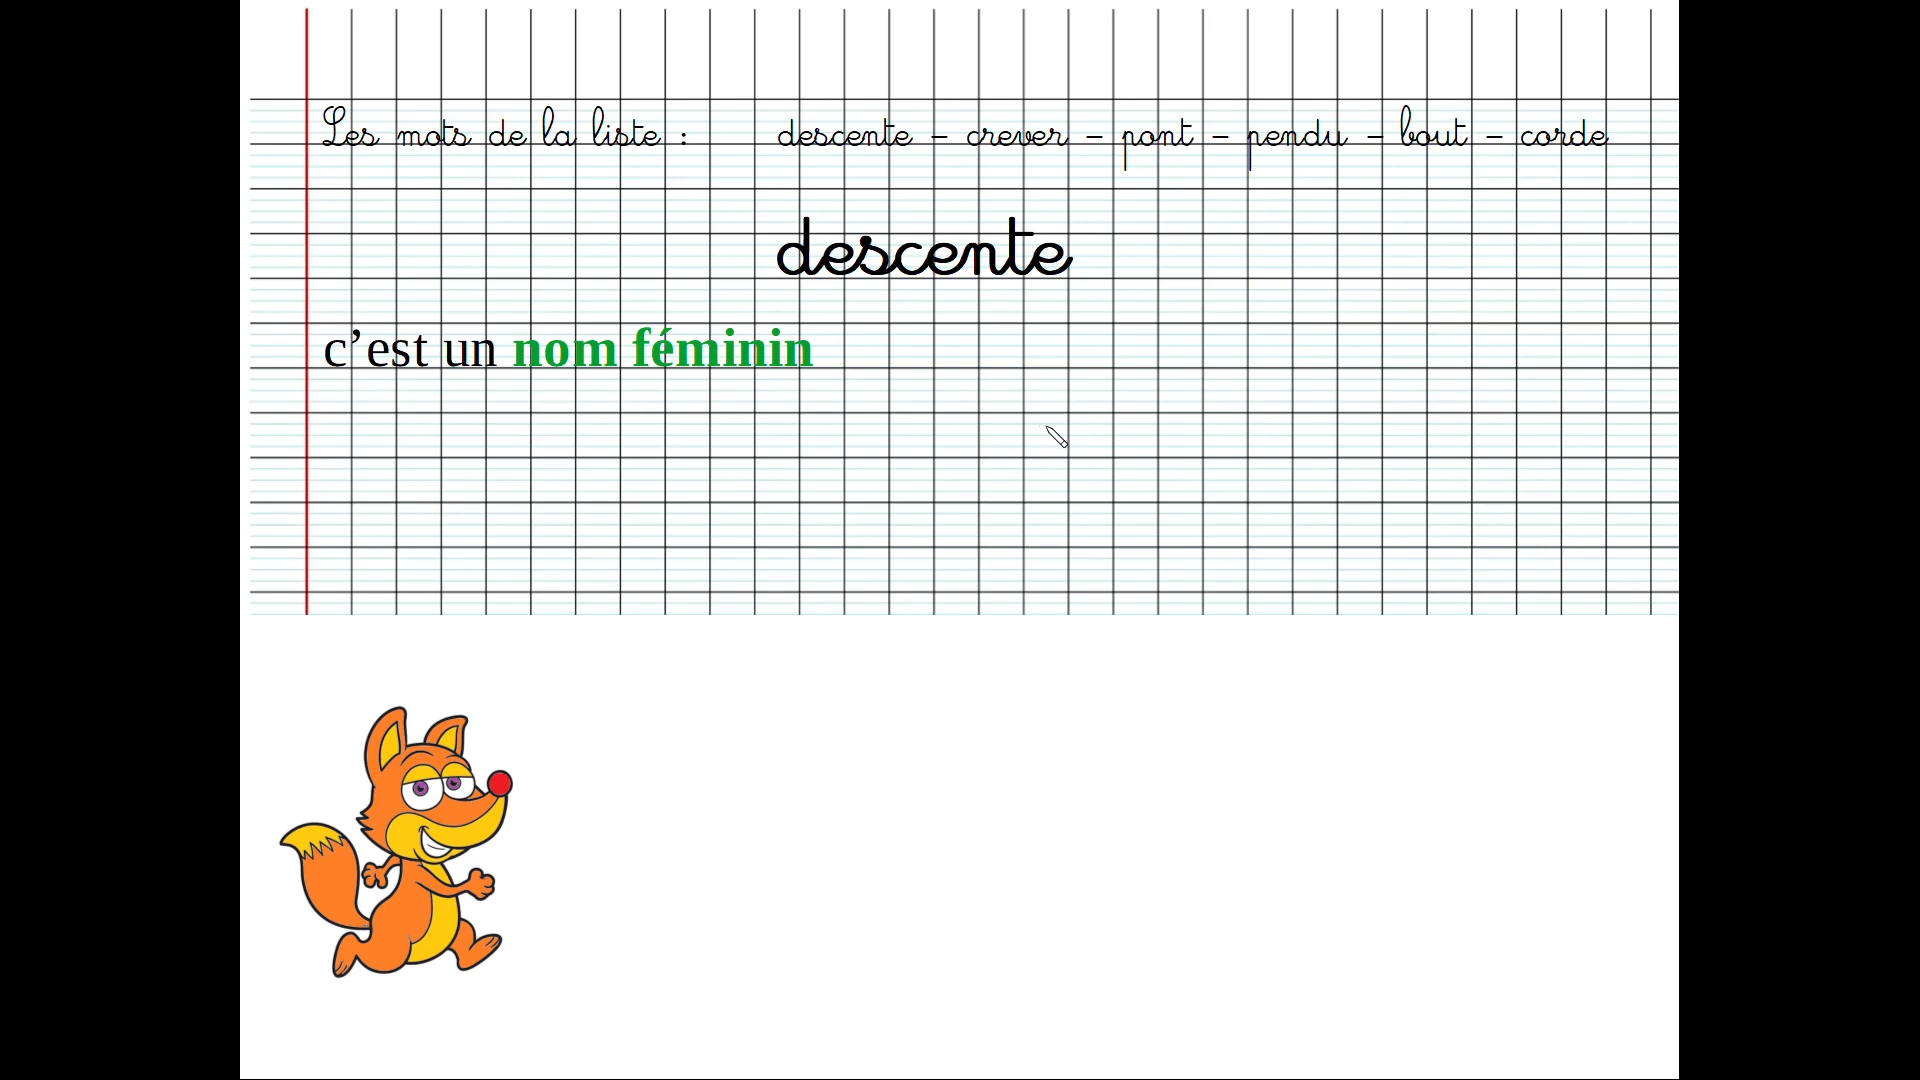 Les mots de la liste : descente – crever – pont – pendu – bout – corde
descente
c’est un nom féminin